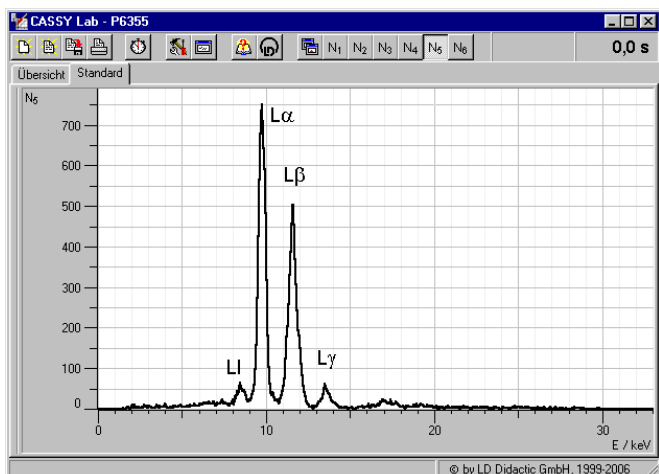 CASSY Lab - P6355
N₁ N₂ N₃ N₄ N₅ N₆ 0,0 s
Übersicht Standard
N₅
700
600
500
400
300
200
100
0
Lα
Lβ
Ll
Lγ
0 10 20 30
E / keV
© by LD Didactic GmbH, 1999-2006